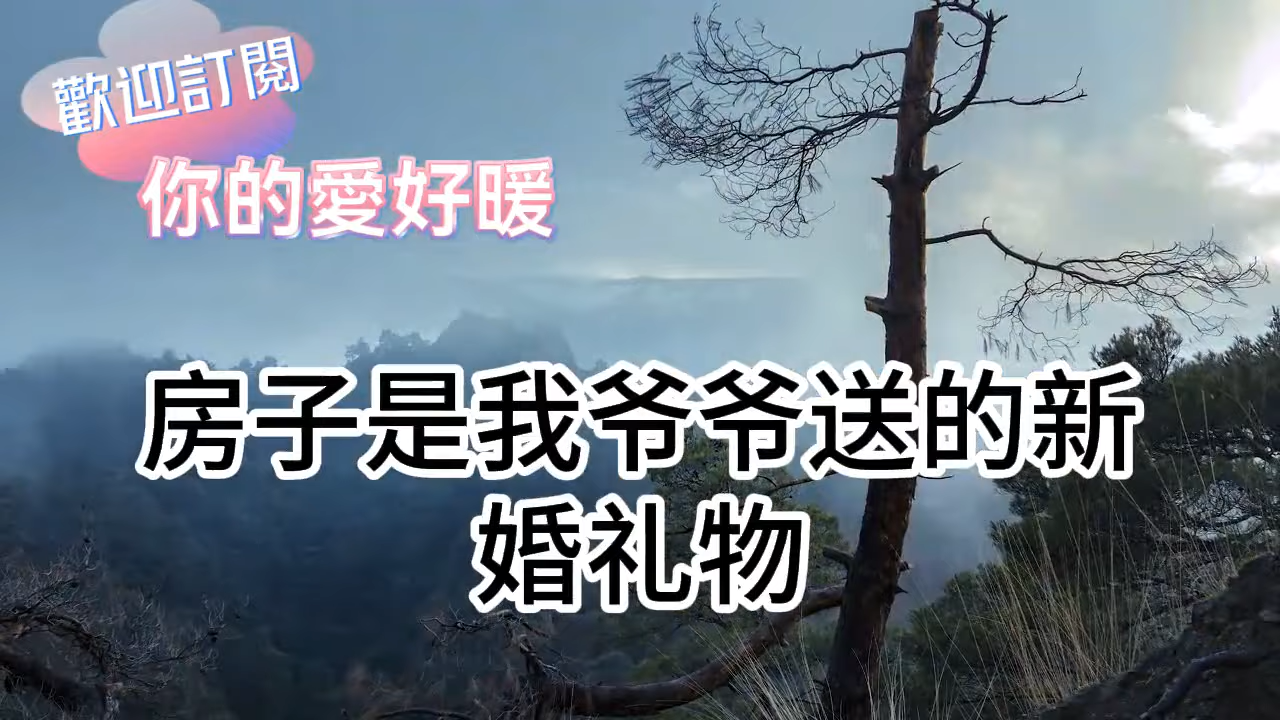 歡迎訂閱
你的愛好暖
房子是我爷爷送的新
婚礼物